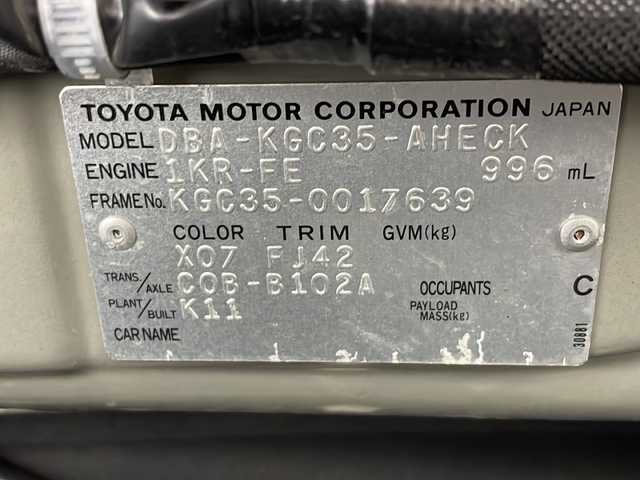 TOYOTA MOTOR CORPORATION JAPAN
MODEL DBA-KGC35-AHECK
ENGINE 1KR-FE 996 mL
FRAME No. KGC35-0017639
COLOR TRIM GVM(kg)
X07 FJ42
TRANS./AXLE C0B-B102A OCCUPANTS C
PLANT/BUILT K11 PAYLOAD MASS(kg)
CAR NAME
30881